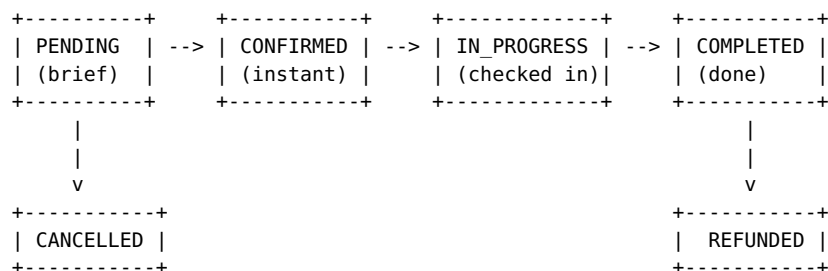 +----------+ +-----------+ +-------------+ +-----------+
| PENDING | --> | CONFIRMED | --> | IN_PROGRESS | --> | COMPLETED |
| (brief) | | (instant) | | (checked in)| | (done) |
+----------+ +-----------+ +-------------+ +-----------+
| |
| |
v v
+-----------+ +-----------+
| CANCELLED | | REFUNDED |
+-----------+ +-----------+